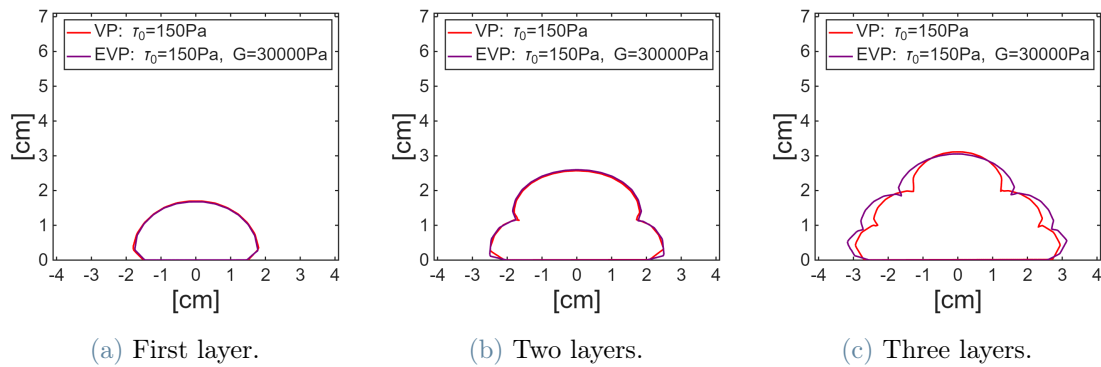 VP: τ₀=150Pa
EVP: τ₀=150Pa, G=30000Pa
[cm]
7
6
5
4
3
2
1
0
-4 -3 -2 -1 0 1 2 3 4
[cm]
(a) First layer.
VP: τ₀=150Pa
EVP: τ₀=150Pa, G=30000Pa
[cm]
7
6
5
4
3
2
1
0
-4 -3 -2 -1 0 1 2 3 4
[cm]
(b) Two layers.
VP: τ₀=150Pa
EVP: τ₀=150Pa, G=30000Pa
[cm]
7
6
5
4
3
2
1
0
-4 -3 -2 -1 0 1 2 3 4
[cm]
(c) Three layers.